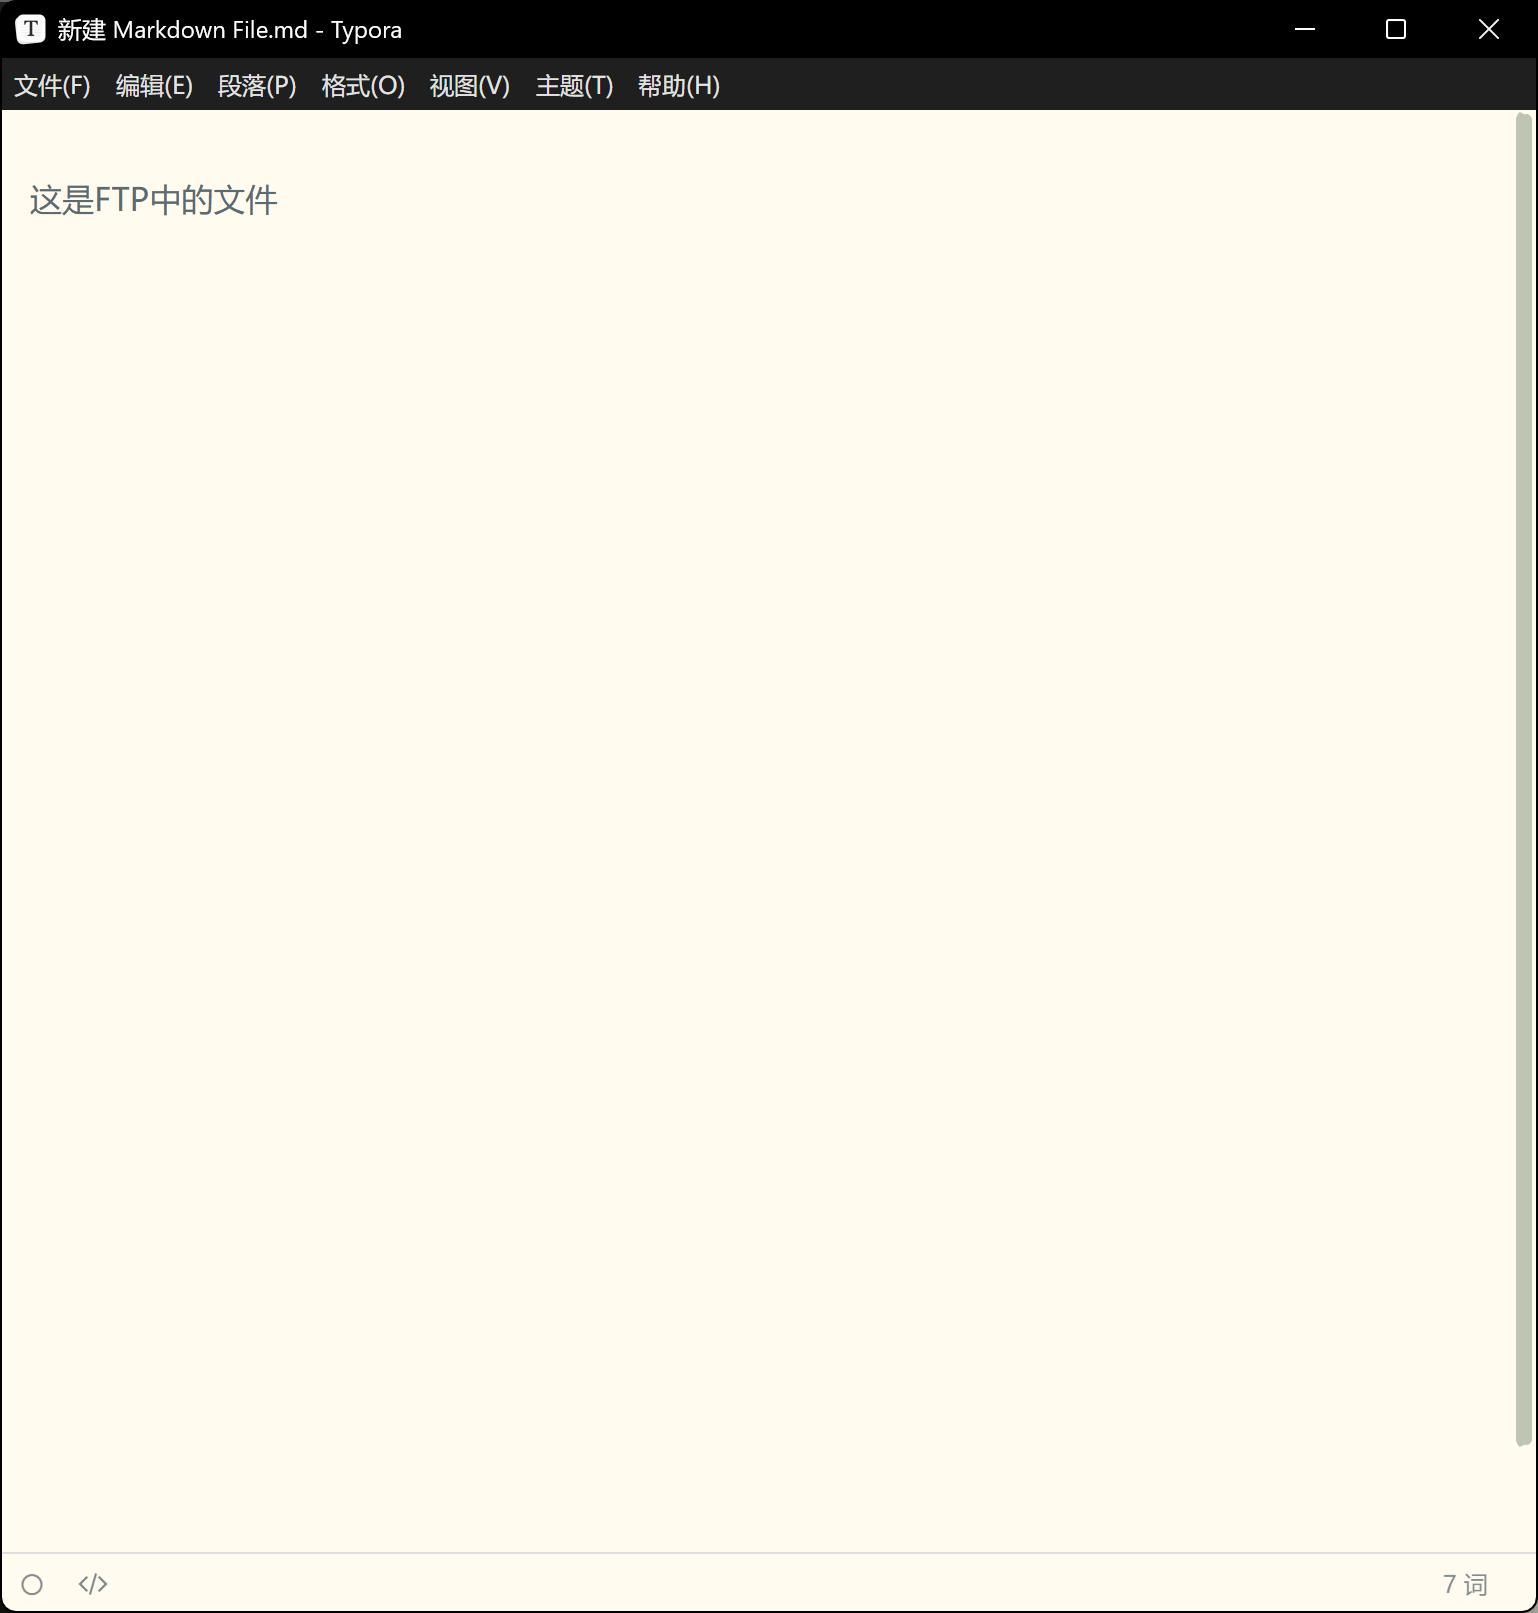 T 新建 Markdown File.md - Typora
文件(F) 编辑(E) 段落(P) 格式(O) 视图(V) 主题(T) 帮助(H)
这是FTP中的文件
</> 7 词